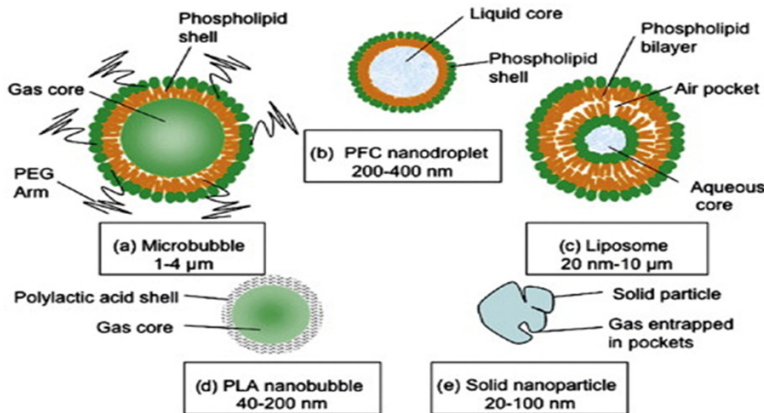 Phospholipid
shell
Gas core
PEG
Arm
(a) Microbubble
1-4 µm
Liquid core
Phospholipid
shell
(b) PFC nanodroplet
200-400 nm
Phospholipid
bilayer
Air pocket
Aqueous
core
(c) Liposome
20 nm-10 µm
Polylactic acid shell
Gas core
(d) PLA nanobubble
40-200 nm
Solid particle
Gas entrapped
in pockets
(e) Solid nanoparticle
20-100 nm